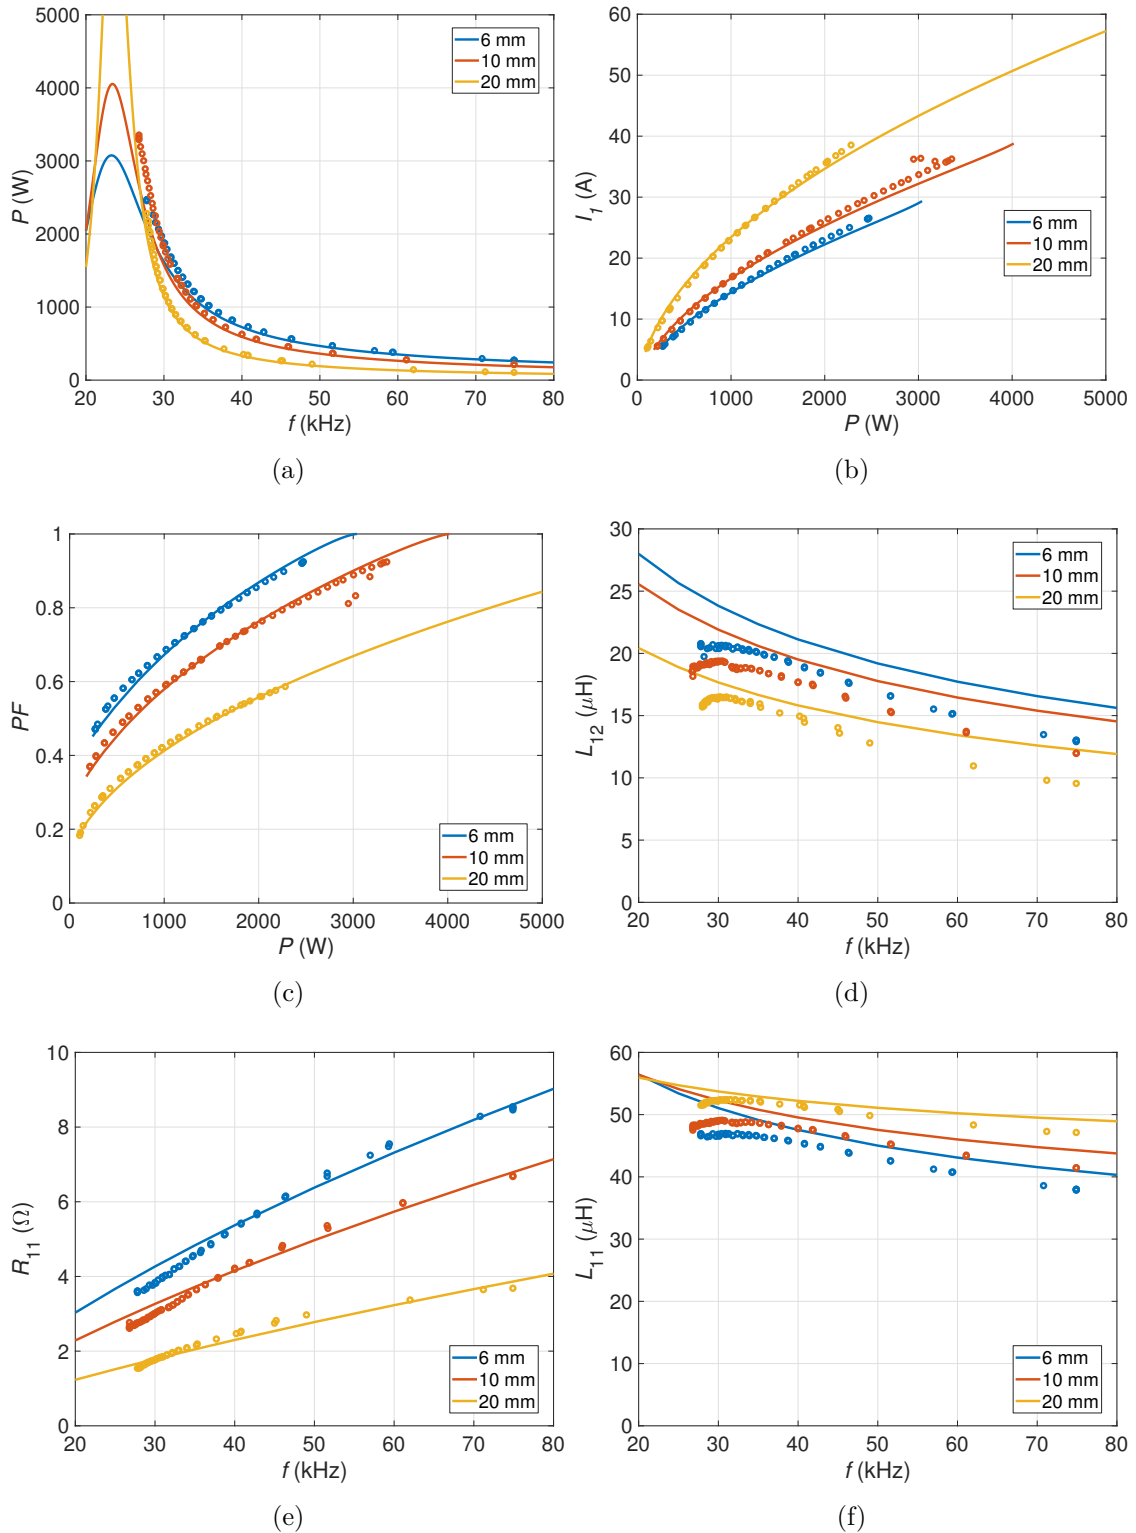 5000
4000
3000
2000
1000
0
P (W)
20 30 40 50 60 70 80
f (kHz)
6 mm
10 mm
20 mm
(a)
60
50
40
30
20
10
0
I1 (A)
0 1000 2000 3000 4000 5000
P (W)
6 mm
10 mm
20 mm
(b)
1
0.8
0.6
0.4
0.2
0
PF
0 1000 2000 3000 4000 5000
P (W)
6 mm
10 mm
20 mm
(c)
30
25
20
15
10
5
0
L12 (μH)
20 30 40 50 60 70 80
f (kHz)
6 mm
10 mm
20 mm
(d)
10
8
6
4
2
0
R11 (Ω)
20 30 40 50 60 70 80
f (kHz)
6 mm
10 mm
20 mm
(e)
60
50
40
30
20
10
0
L11 (μH)
20 30 40 50 60 70 80
f (kHz)
6 mm
10 mm
20 mm
(f)